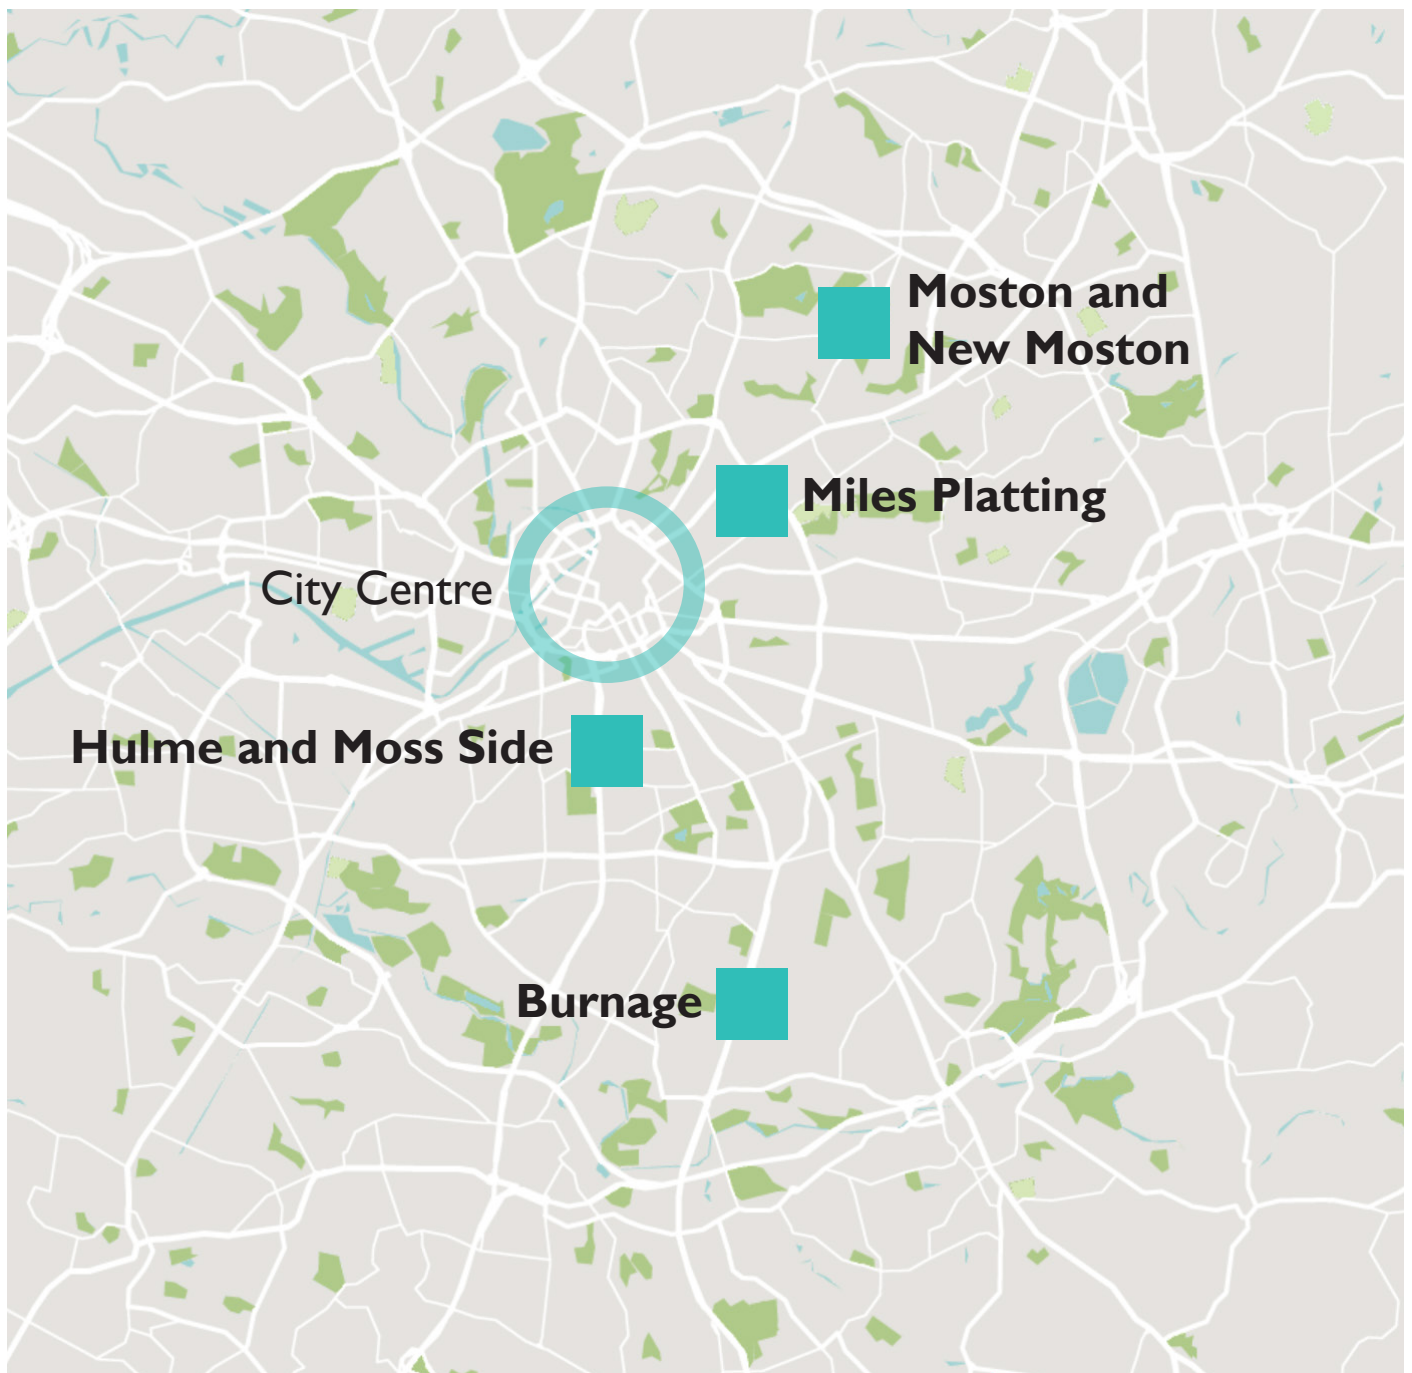 Moston and
New Moston
Miles Platting
City Centre
Hulme and Moss Side
Burnage